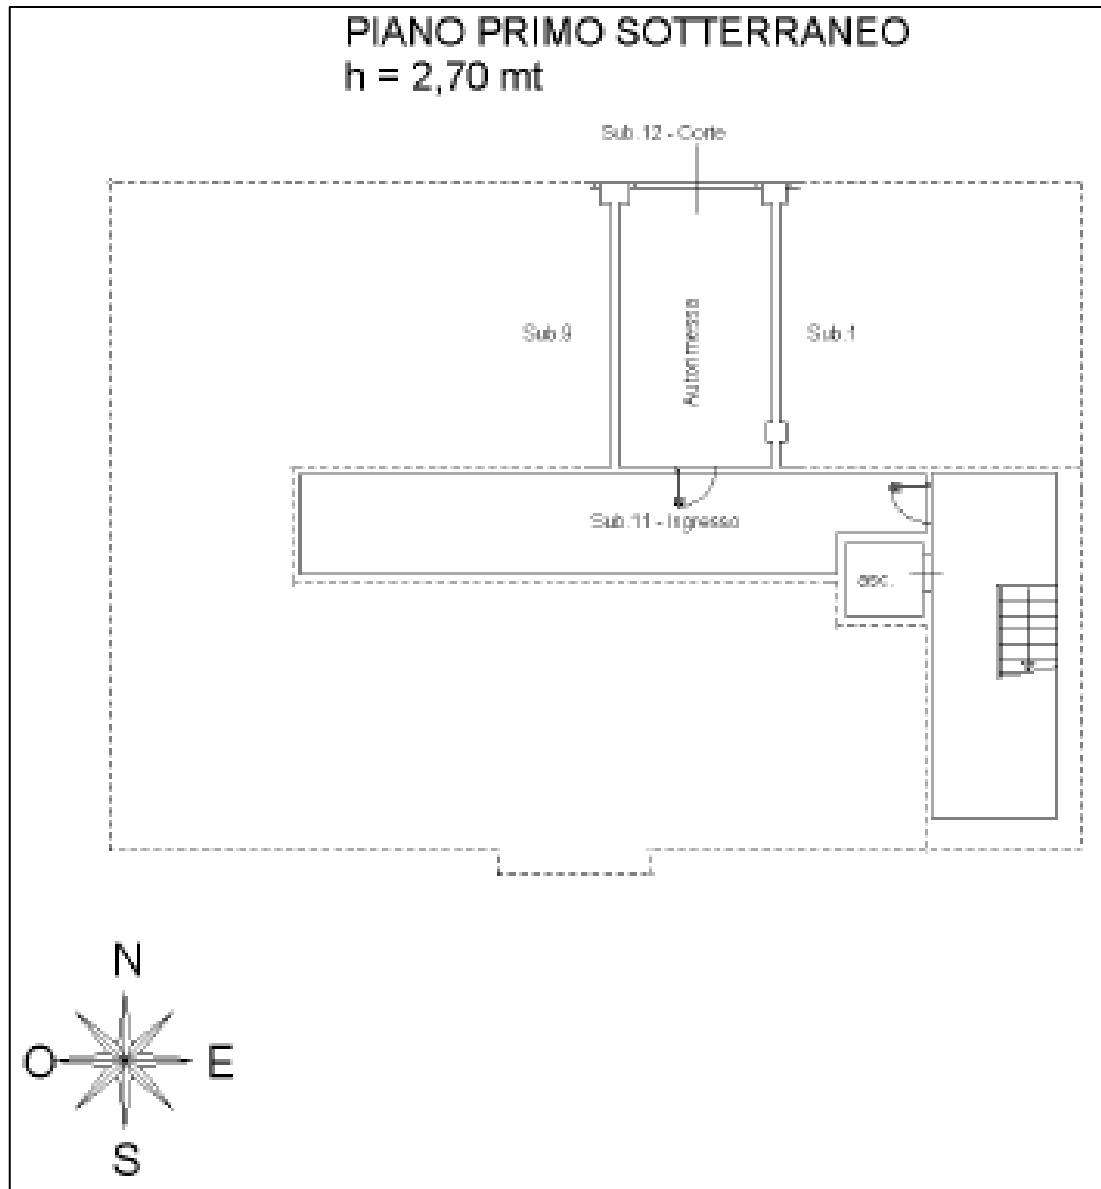 PIANO PRIMO SOTTERRANEO
h = 2,70 mt
Sub.12 - Corte
Sub.9
Autorimessa
Sub.1
Sub.11 - Ingresso
asc.
N
O
E
S